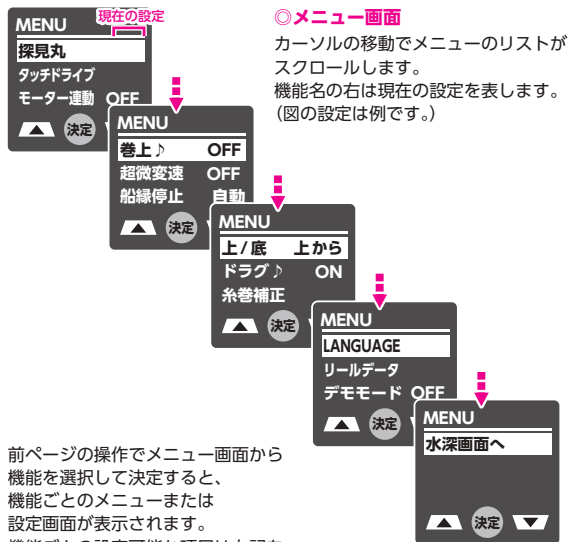 MENU
現在の設定
探見丸
タッチドライブ
モーター連動 OFF
決定
◎メニュー画面
カーソルの移動でメニューのリストが
スクロールします。
機能名の右は現在の設定を表します。
(図の設定は例です。)
MENU
巻上♪ OFF
超微変速 OFF
船縁停止 自動
決定
MENU
上/底 上から
ドラグ♪ ON
糸巻補正
決定
MENU
LANGUAGE
リールデータ
デモモード OFF
決定
MENU
水深画面へ
決定
前ページの操作でメニュー画面から
機能を選択して決定すると、
機能ごとのメニューまたは
設定画面が表示されます。